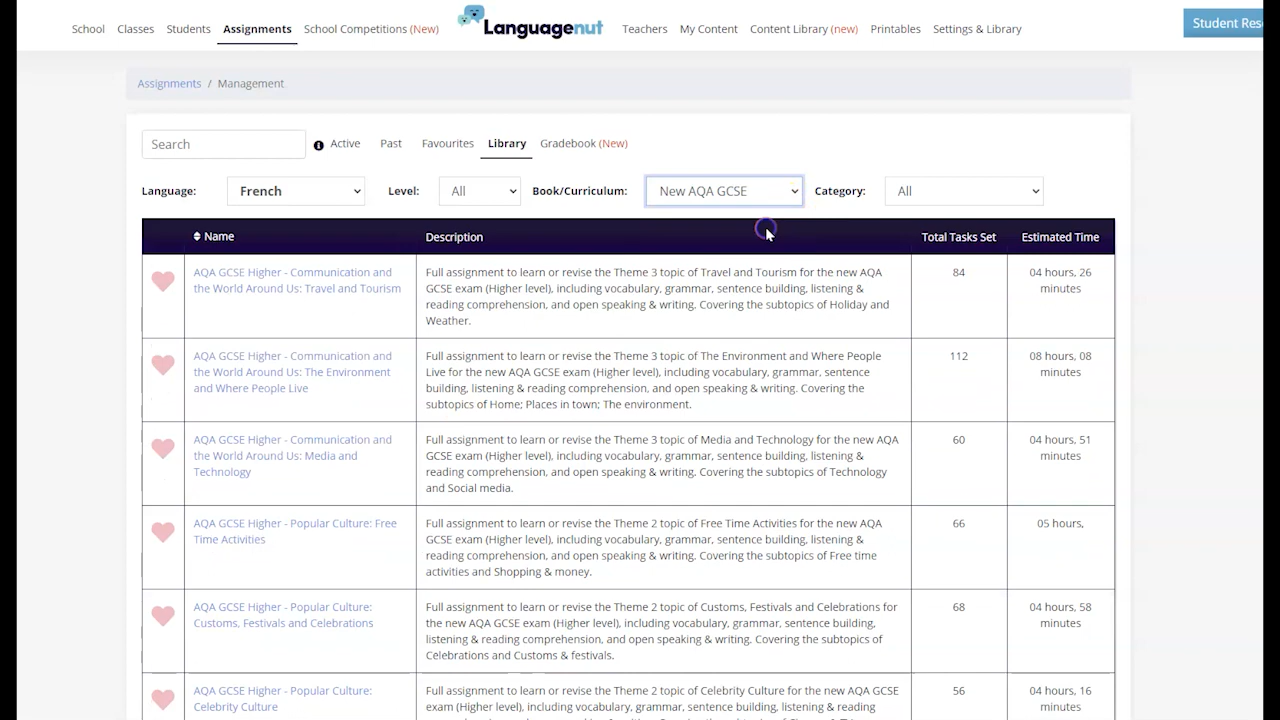 School Classes Students Assignments School Competitions (New) Languagenut Teachers My Content Content Library (new) Printables Settings & Library Student Res
Assignments / Management
Search Active Past Favourites Library Gradebook (New)
Language: French Level: All Book/Curriculum: New AQA GCSE Category: All
Name Description Total Tasks Set Estimated Time
AQA GCSE Higher - Communication and
the World Around Us: Travel and Tourism
Full assignment to learn or revise the Theme 3 topic of Travel and Tourism for the new AQA
GCSE exam (Higher level), including vocabulary, grammar, sentence building, listening &
reading comprehension, and open speaking & writing. Covering the subtopics of Holiday and
Weather.
84
04 hours, 26
minutes
AQA GCSE Higher - Communication and
the World Around Us: The Environment
and Where People Live
Full assignment to learn or revise the Theme 3 topic of The Environment and Where People
Live for the new AQA GCSE exam (Higher level), including vocabulary, grammar, sentence
building, listening & reading comprehension, and open speaking & writing. Covering the
subtopics of Home; Places in town; The environment.
112
08 hours, 08
minutes
AQA GCSE Higher - Communication and
the World Around Us: Media and
Technology
Full assignment to learn or revise the Theme 3 topic of Media and Technology for the new AQA
GCSE exam (Higher level), including vocabulary, grammar, sentence building, listening &
reading comprehension, and open speaking & writing. Covering the subtopics of Technology
and Social media.
60
04 hours, 51
minutes
AQA GCSE Higher - Popular Culture: Free
Time Activities
Full assignment to learn or revise the Theme 2 topic of Free Time Activities for the new AQA
GCSE exam (Higher level), including vocabulary, grammar, sentence building, listening &
reading comprehension, and open speaking & writing. Covering the subtopics of Free time
activities and Shopping & money.
66
05 hours,
AQA GCSE Higher - Popular Culture:
Customs, Festivals and Celebrations
Full assignment to learn or revise the Theme 2 topic of Customs, Festivals and Celebrations for
the new AQA GCSE exam (Higher level), including vocabulary, grammar, sentence building,
listening & reading comprehension, and open speaking & writing. Covering the subtopics of
Celebrations and Customs & festivals.
68
04 hours, 58
minutes
AQA GCSE Higher - Popular Culture:
Celebrity Culture
Full assignment to learn or revise the Theme 2 topic of Celebrity Culture for the new AQA
GCSE exam (Higher level), including vocabulary, grammar, sentence building, listening &
56
04 hours, 16
minutes